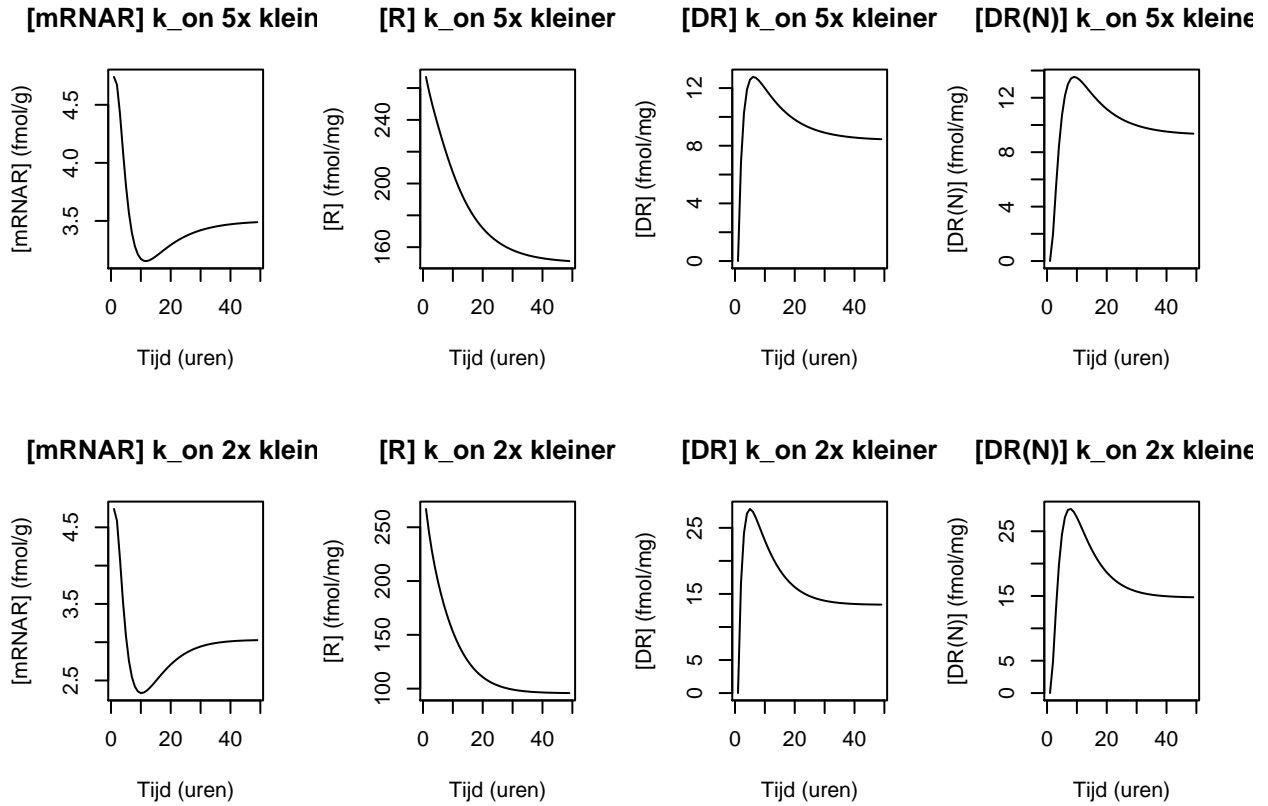 [mRNAR] k_on 5x klein
[mRNAR] (fmol/g)
3.5 4.0 4.5
0 20 40
Tijd (uren)
[R] k_on 5x kleiner
[R] (fmol/mg)
160 200 240
0 20 40
Tijd (uren)
[DR] k_on 5x kleiner
[DR] (fmol/mg)
0 4 8 12
0 20 40
Tijd (uren)
[DR(N)] k_on 5x kleine
[DR(N)] (fmol/mg)
0 4 8 12
0 20 40
Tijd (uren)
[mRNAR] k_on 2x klein
[mRNAR] (fmol/g)
2.5 3.5 4.5
0 20 40
Tijd (uren)
[R] k_on 2x kleiner
[R] (fmol/mg)
100 150 200 250
0 20 40
Tijd (uren)
[DR] k_on 2x kleiner
[DR] (fmol/mg)
0 5 15 25
0 20 40
Tijd (uren)
[DR(N)] k_on 2x kleine
[DR(N)] (fmol/mg)
0 5 15 25
0 20 40
Tijd (uren)